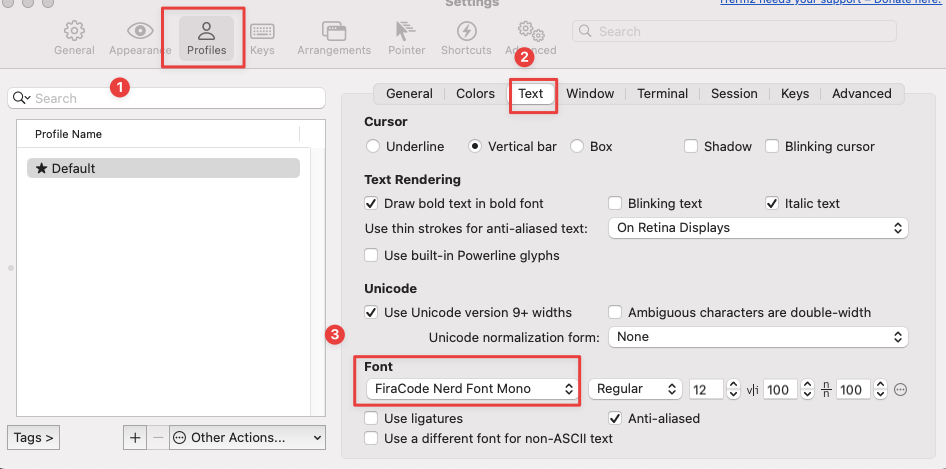 Settings
iTerm2 needs your support – Donate here.
General Appearance Profiles Keys Arrangements Pointer Shortcuts Advanced
Search
2
1
Search
General Colors Text Window Terminal Session Keys Advanced
Profile Name
★ Default
Cursor
Underline Vertical bar Box Shadow Blinking cursor
Text Rendering
Draw bold text in bold font Blinking text Italic text
Use thin strokes for anti-aliased text: On Retina Displays
Use built-in Powerline glyphs
Unicode
Use Unicode version 9+ widths Ambiguous characters are double-width
3
Unicode normalization form: None
Font
FiraCode Nerd Font Mono Regular 12 v|i 100 n/n 100
Use ligatures Anti-aliased
Use a different font for non-ASCII text
Tags > + − Other Actions...